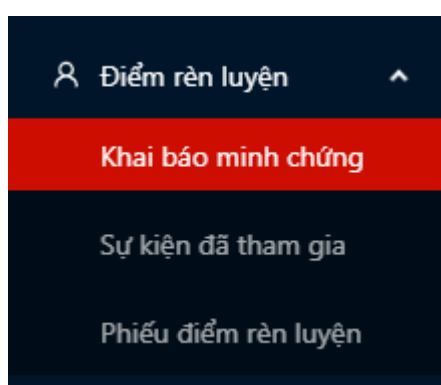 Điểm rèn luyện
Khai báo minh chứng
Sự kiện đã tham gia
Phiếu điểm rèn luyện